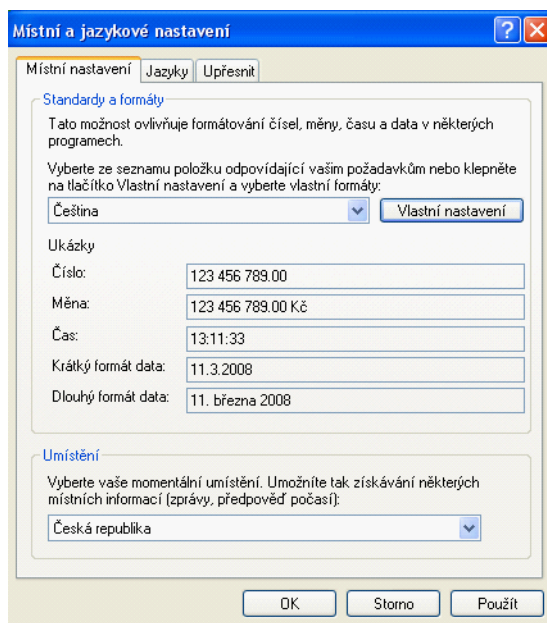 Místní a jazykové nastavení
Místní nastavení Jazyky Upřesnit
Standardy a formáty
Tato možnost ovlivňuje formátování čísel, měny, času a data v některých
programech.
Vyberte ze seznamu položku odpovídající vašim požadavkům nebo klepněte
na tlačítko Vlastní nastavení a vyberte vlastní formáty:
Čeština Vlastní nastavení
Ukázky
Číslo: 123 456 789.00
Měna: 123 456 789.00 Kč
Čas: 13:11:33
Krátký formát data: 11.3.2008
Dlouhý formát data: 11. března 2008
Umístění
Vyberte vaše momentální umístění. Umožníte tak získávání některých
místních informací (zprávy, předpověď počasí):
Česká republika
OK Storno Použít